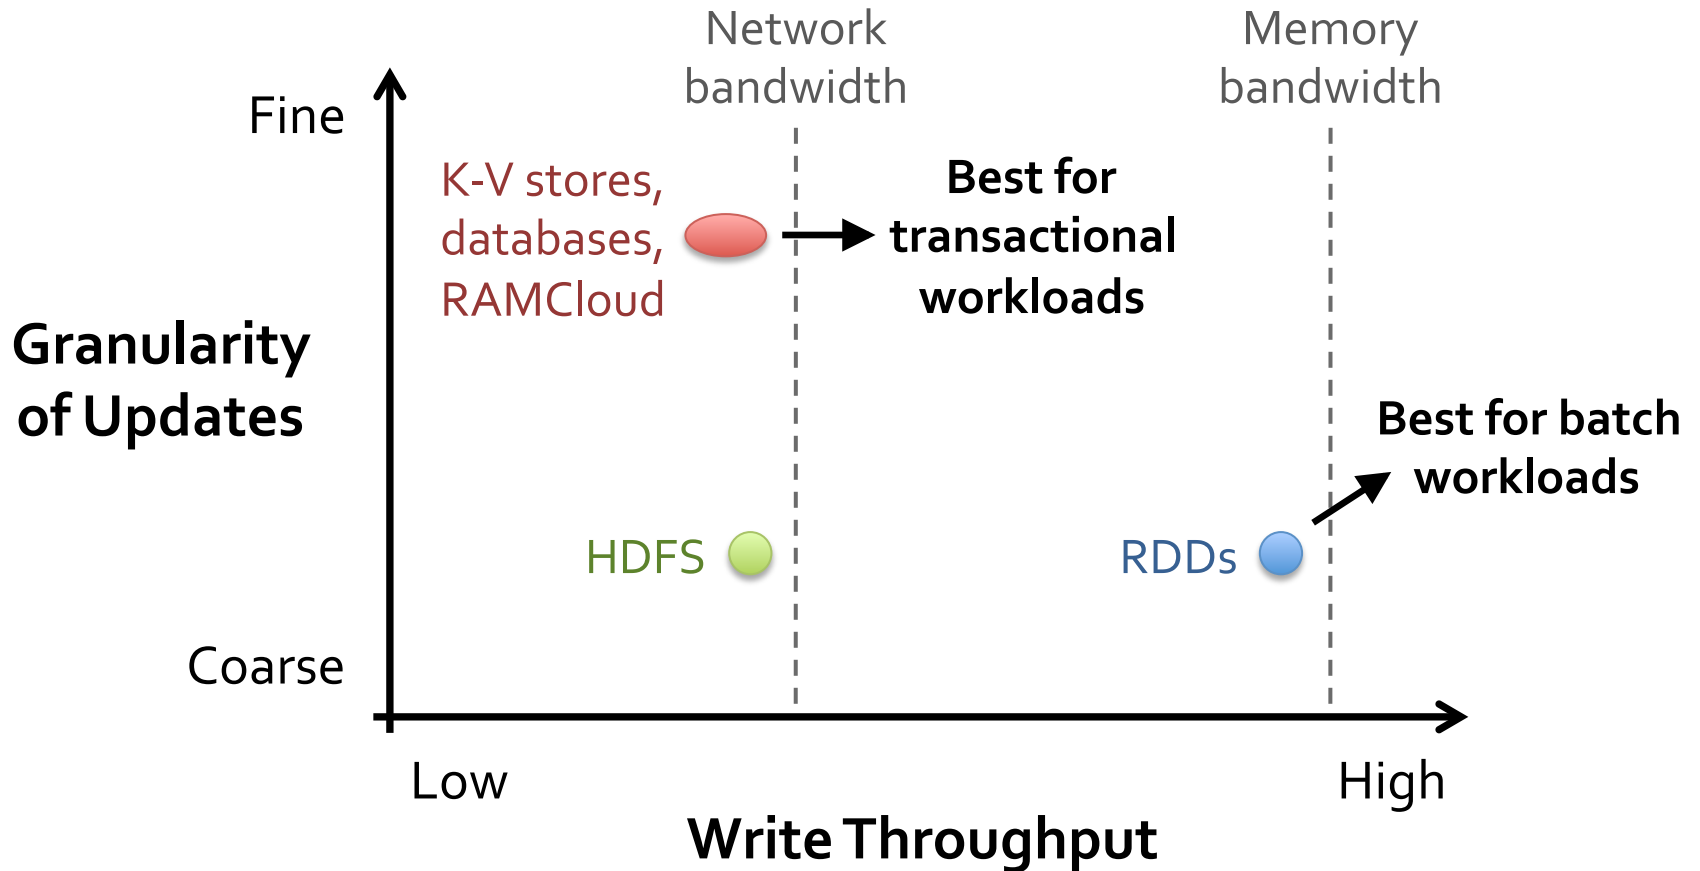 Network
bandwidth
Memory
bandwidth
Fine
K-V stores,
databases,
RAMCloud
Best for
transactional
workloads
Granularity
of Updates
Best for batch
workloads
HDFS
RDDs
Coarse
Low
High
Write Throughput